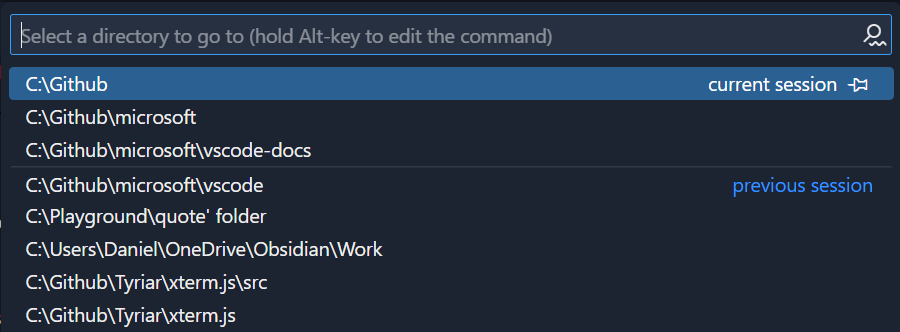 Select a directory to go to (hold Alt-key to edit the command)
C:\Github current session
C:\Github\microsoft
C:\Github\microsoft\vscode-docs
C:\Github\microsoft\vscode previous session
C:\Playground\quote' folder
C:\Users\Daniel\OneDrive\Obsidian\Work
C:\Github\Tyriar\xterm.js\src
C:\Github\Tyriar\xterm.js